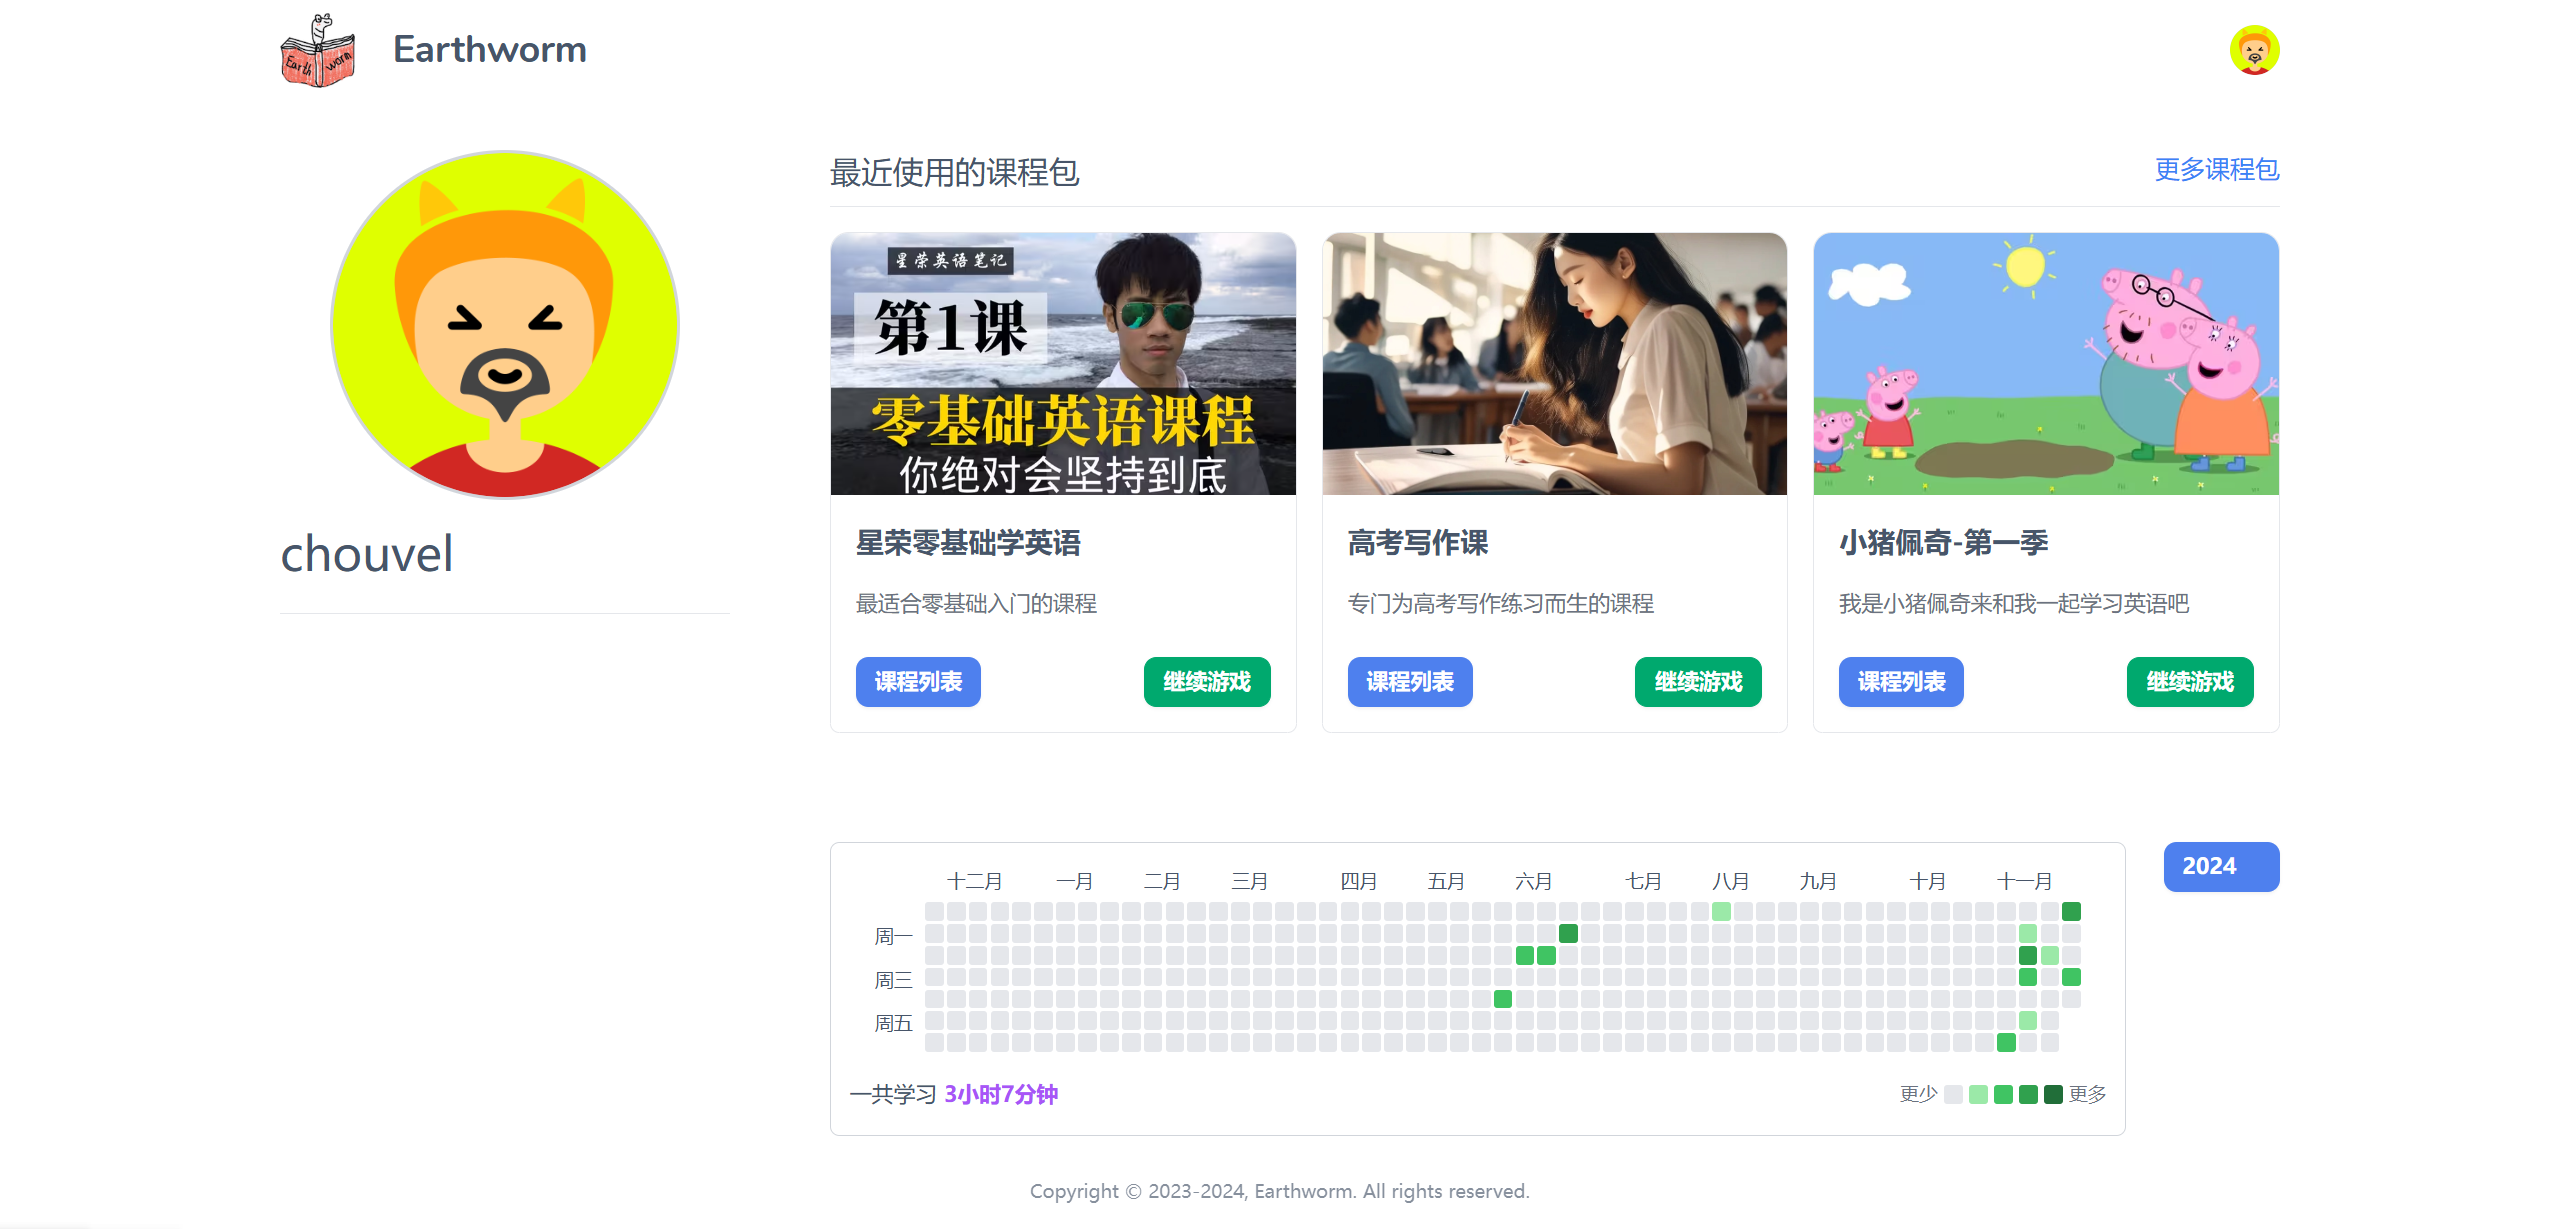 Earth worm
Earthworm
chouvel
最近使用的课程包
更多课程包
星荣英语笔记
第1课
零基础英语课程
你绝对会坚持到底
星荣零基础学英语
最适合零基础入门的课程
课程列表
继续游戏
高考写作课
专门为高考写作练习而生的课程
课程列表
继续游戏
小猪佩奇-第一季
我是小猪佩奇来和我一起学习英语吧
课程列表
继续游戏
十二月 一月 二月 三月 四月 五月 六月 七月 八月 九月 十月 十一月
周一
周三
周五
一共学习 3小时7分钟
更少 更多
2024
Copyright © 2023-2024, Earthworm. All rights reserved.